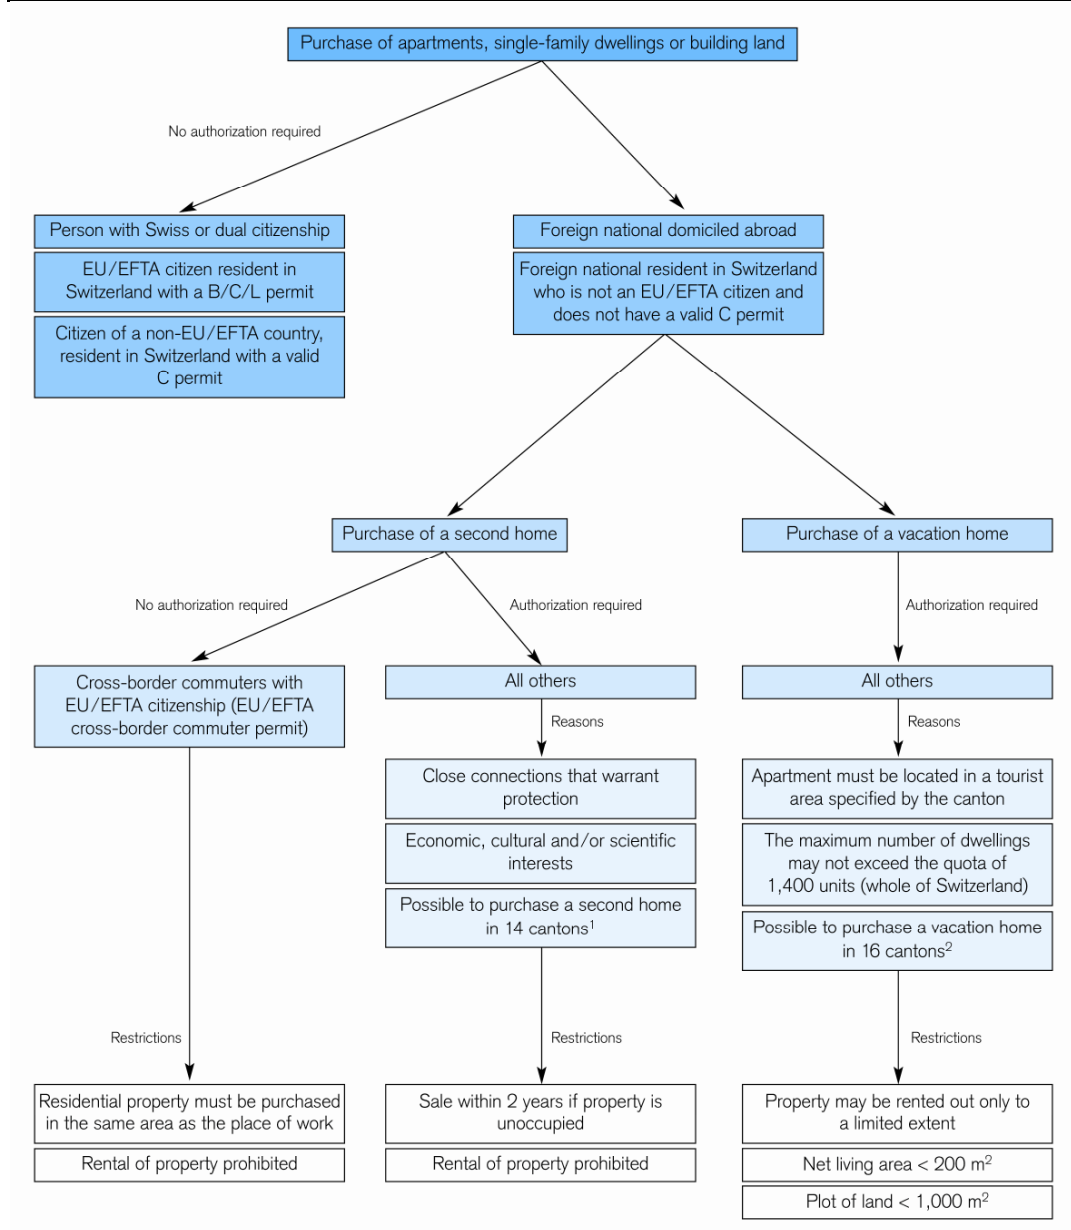 Purchase of apartments, single-family dwellings or building land
No authorization required
Person with Swiss or dual citizenship
EU/EFTA citizen resident in
Switzerland with a B/C/L permit
Citizen of a non-EU/EFTA country,
resident in Switzerland with a valid
C permit
Foreign national domiciled abroad
Foreign national resident in Switzerland
who is not an EU/EFTA citizen and
does not have a valid C permit
Purchase of a second home
Purchase of a vacation home
No authorization required
Authorization required
Authorization required
Cross-border commuters with
EU/EFTA citizenship (EU/EFTA
cross-border commuter permit)
All others
Reasons
Close connections that warrant
protection
Economic, cultural and/or scientific
interests
Possible to purchase a second home
in 14 cantons¹
All others
Reasons
Apartment must be located in a tourist
area specified by the canton
The maximum number of dwellings
may not exceed the quota of
1,400 units (whole of Switzerland)
Possible to purchase a vacation home
in 16 cantons²
Restrictions
Restrictions
Restrictions
Residential property must be purchased
in the same area as the place of work
Rental of property prohibited
Sale within 2 years if property is
unoccupied
Rental of property prohibited
Property may be rented out only to
a limited extent
Net living area < 200 m²
Plot of land < 1,000 m²